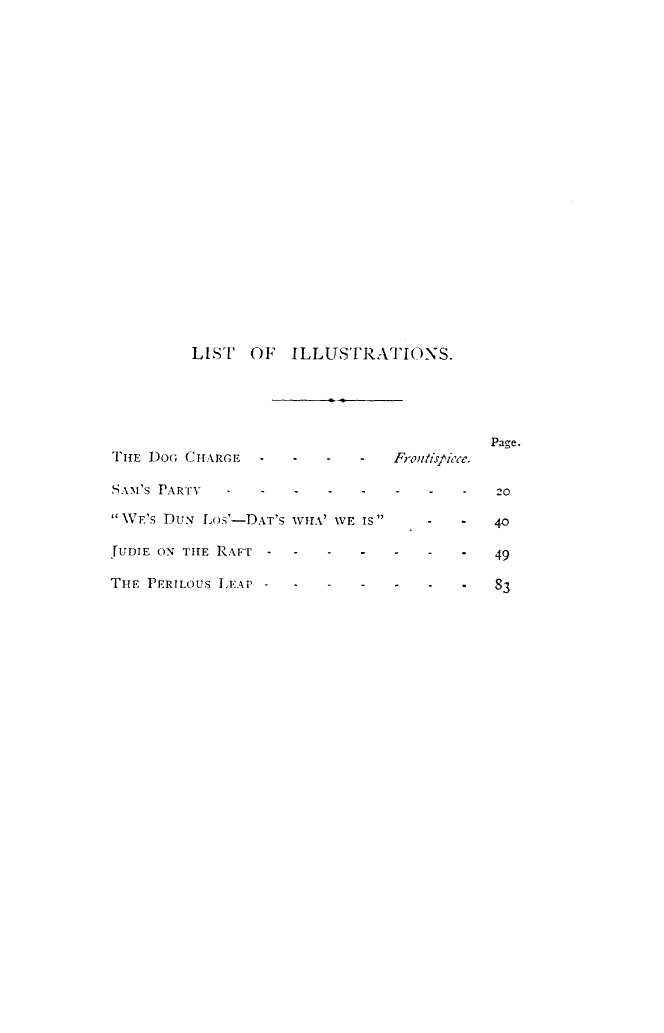 LIST OF ILLUSTRATIONS.
Page.
THE DOG CHARGE - - - - Frontispiece.
SAM'S PARTY - - - - - - - - 20
"WE'S DUN LOS'—DAT'S WHA' WE IS" - - 40
JUDIE ON THE RAFT - - - - - - - 49
THE PERILOUS LEAP - - - - - - - 83